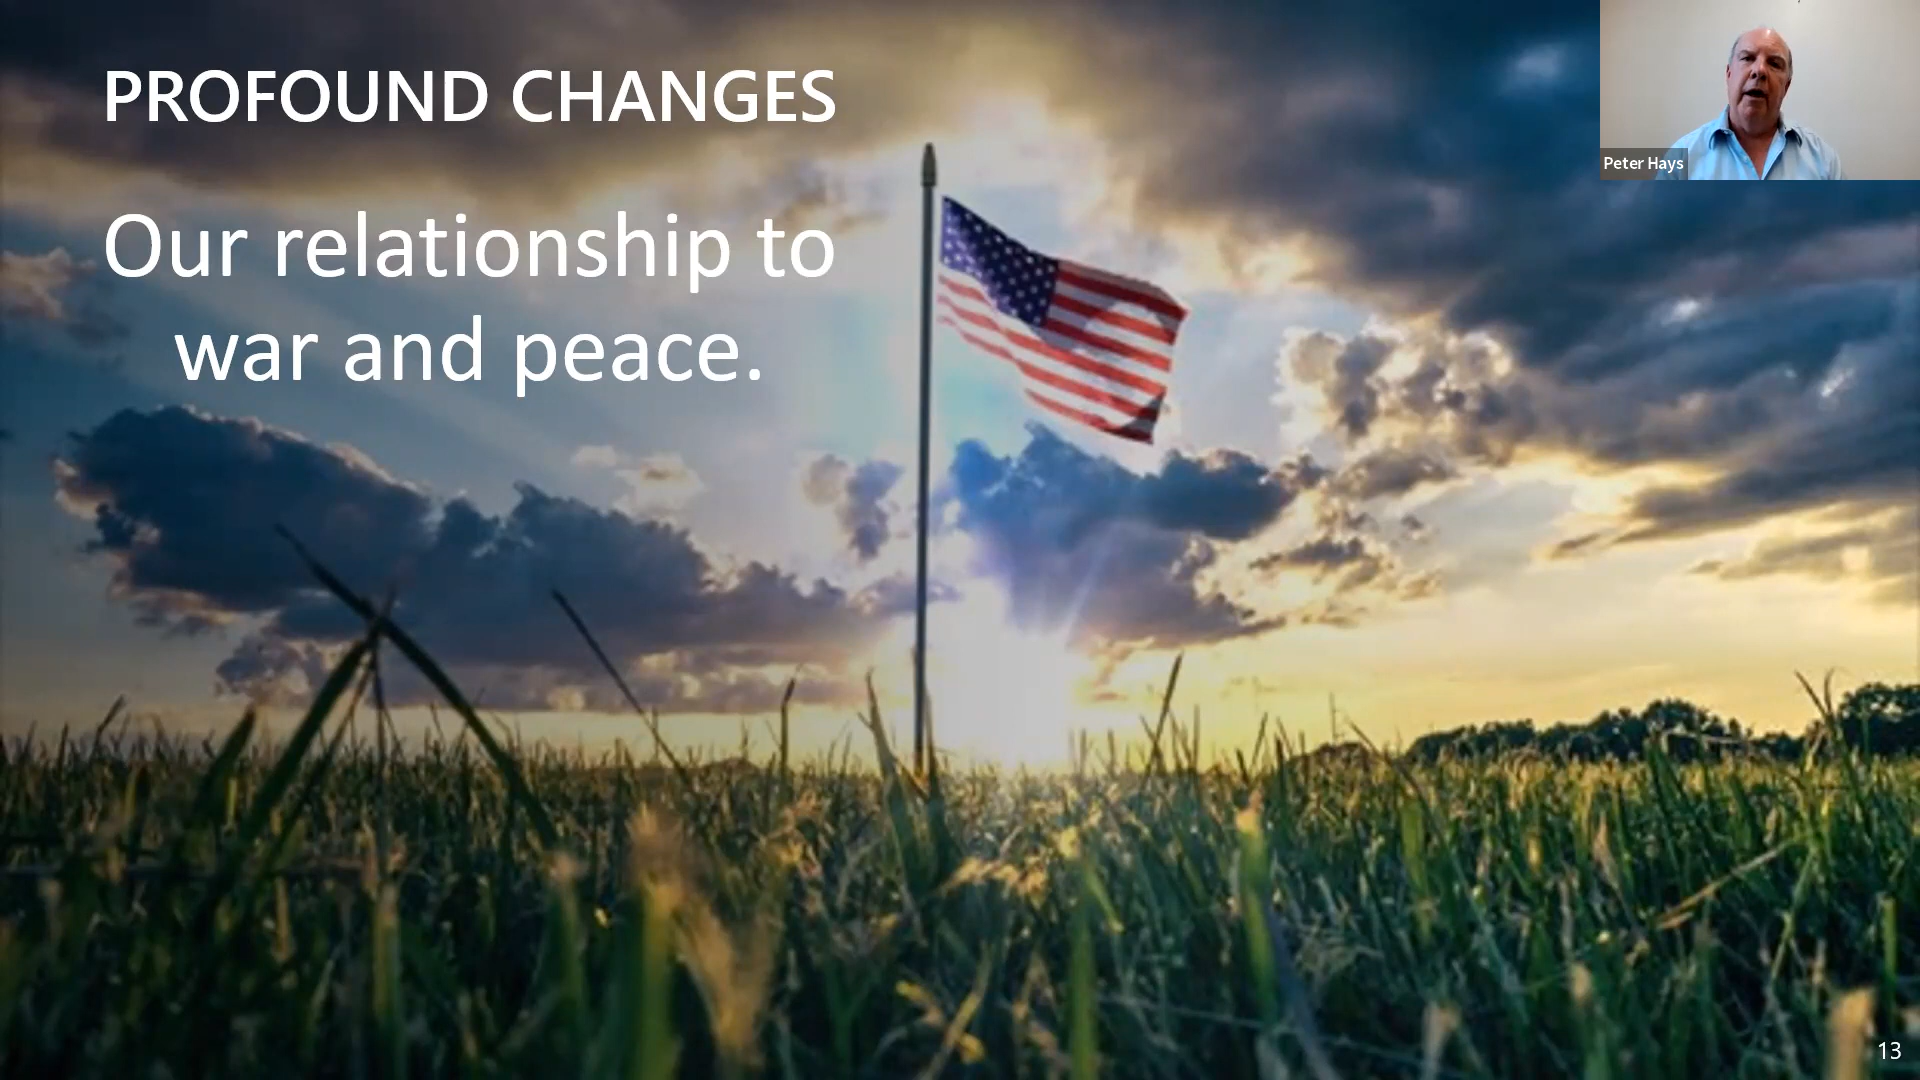 PROFOUND CHANGES
Our relationship to
war and peace.
Peter Hays
13